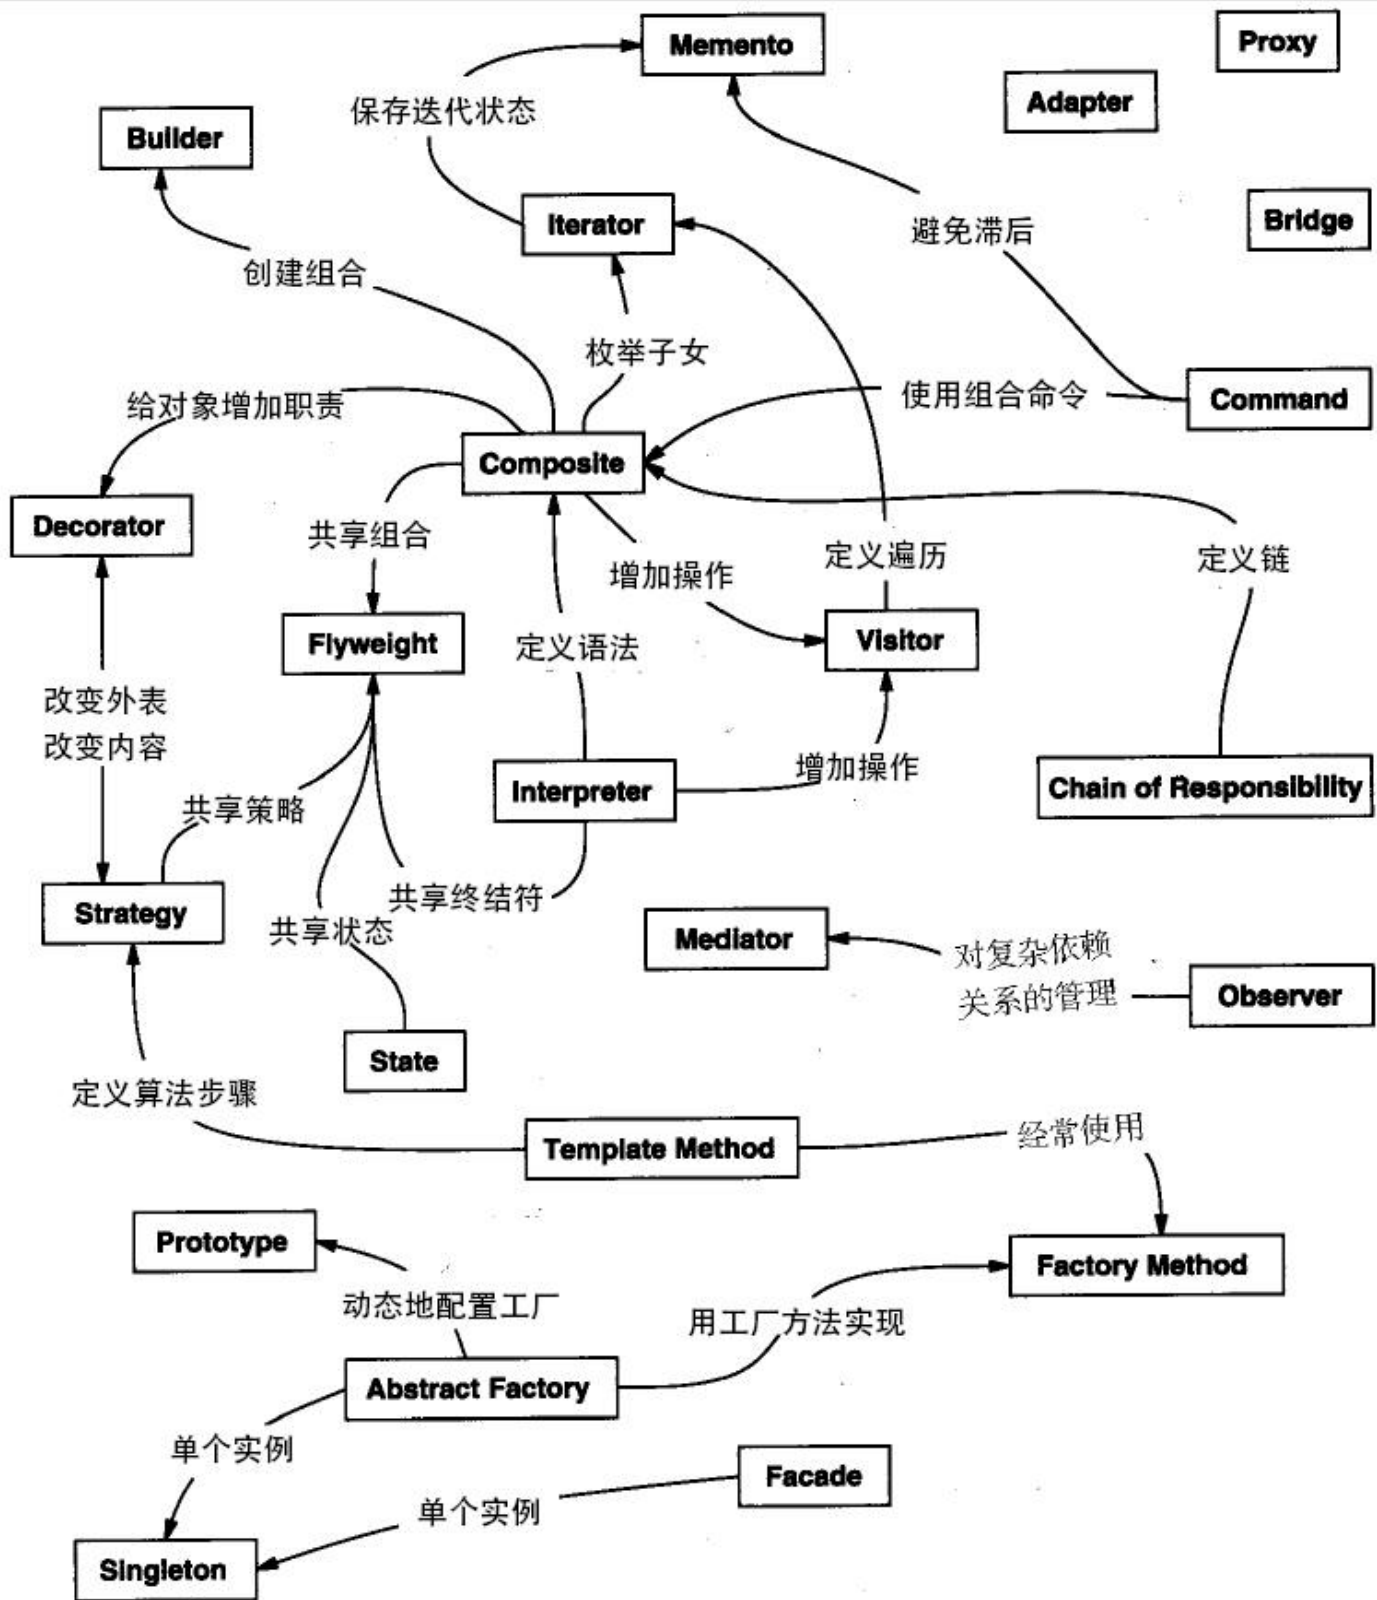 Memento
Proxy
Adapter
保存迭代状态
Builder
Iterator
Bridge
避免滞后
创建组合
枚举子女
给对象增加职责
使用组合命令
Command
Composite
Decorator
共享组合
增加操作
定义遍历
定义链
Flyweight
定义语法
Visitor
改变外表
改变内容
增加操作
Interpreter
Chain of Responsibility
共享策略
共享终结符
Strategy
共享状态
Mediator
对复杂依赖
关系的管理
Observer
State
定义算法步骤
Template Method
经常使用
Prototype
Factory Method
动态地配置工厂
用工厂方法实现
Abstract Factory
单个实例
Facade
单个实例
Singleton